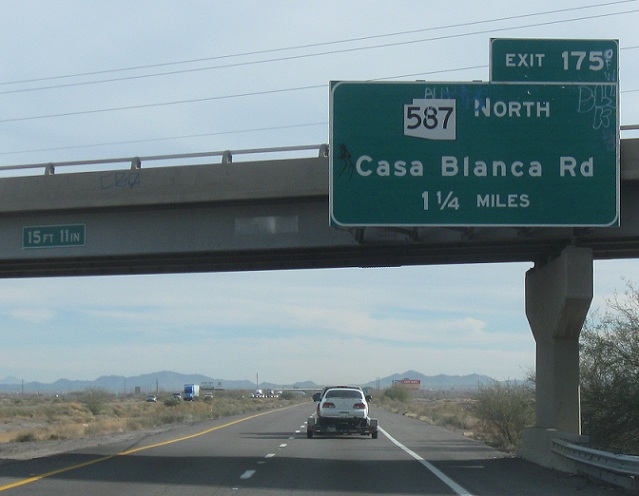 EXIT 175
587 NORTH
Casa Blanca Rd
1 1/4 MILES
15 FT 11 IN